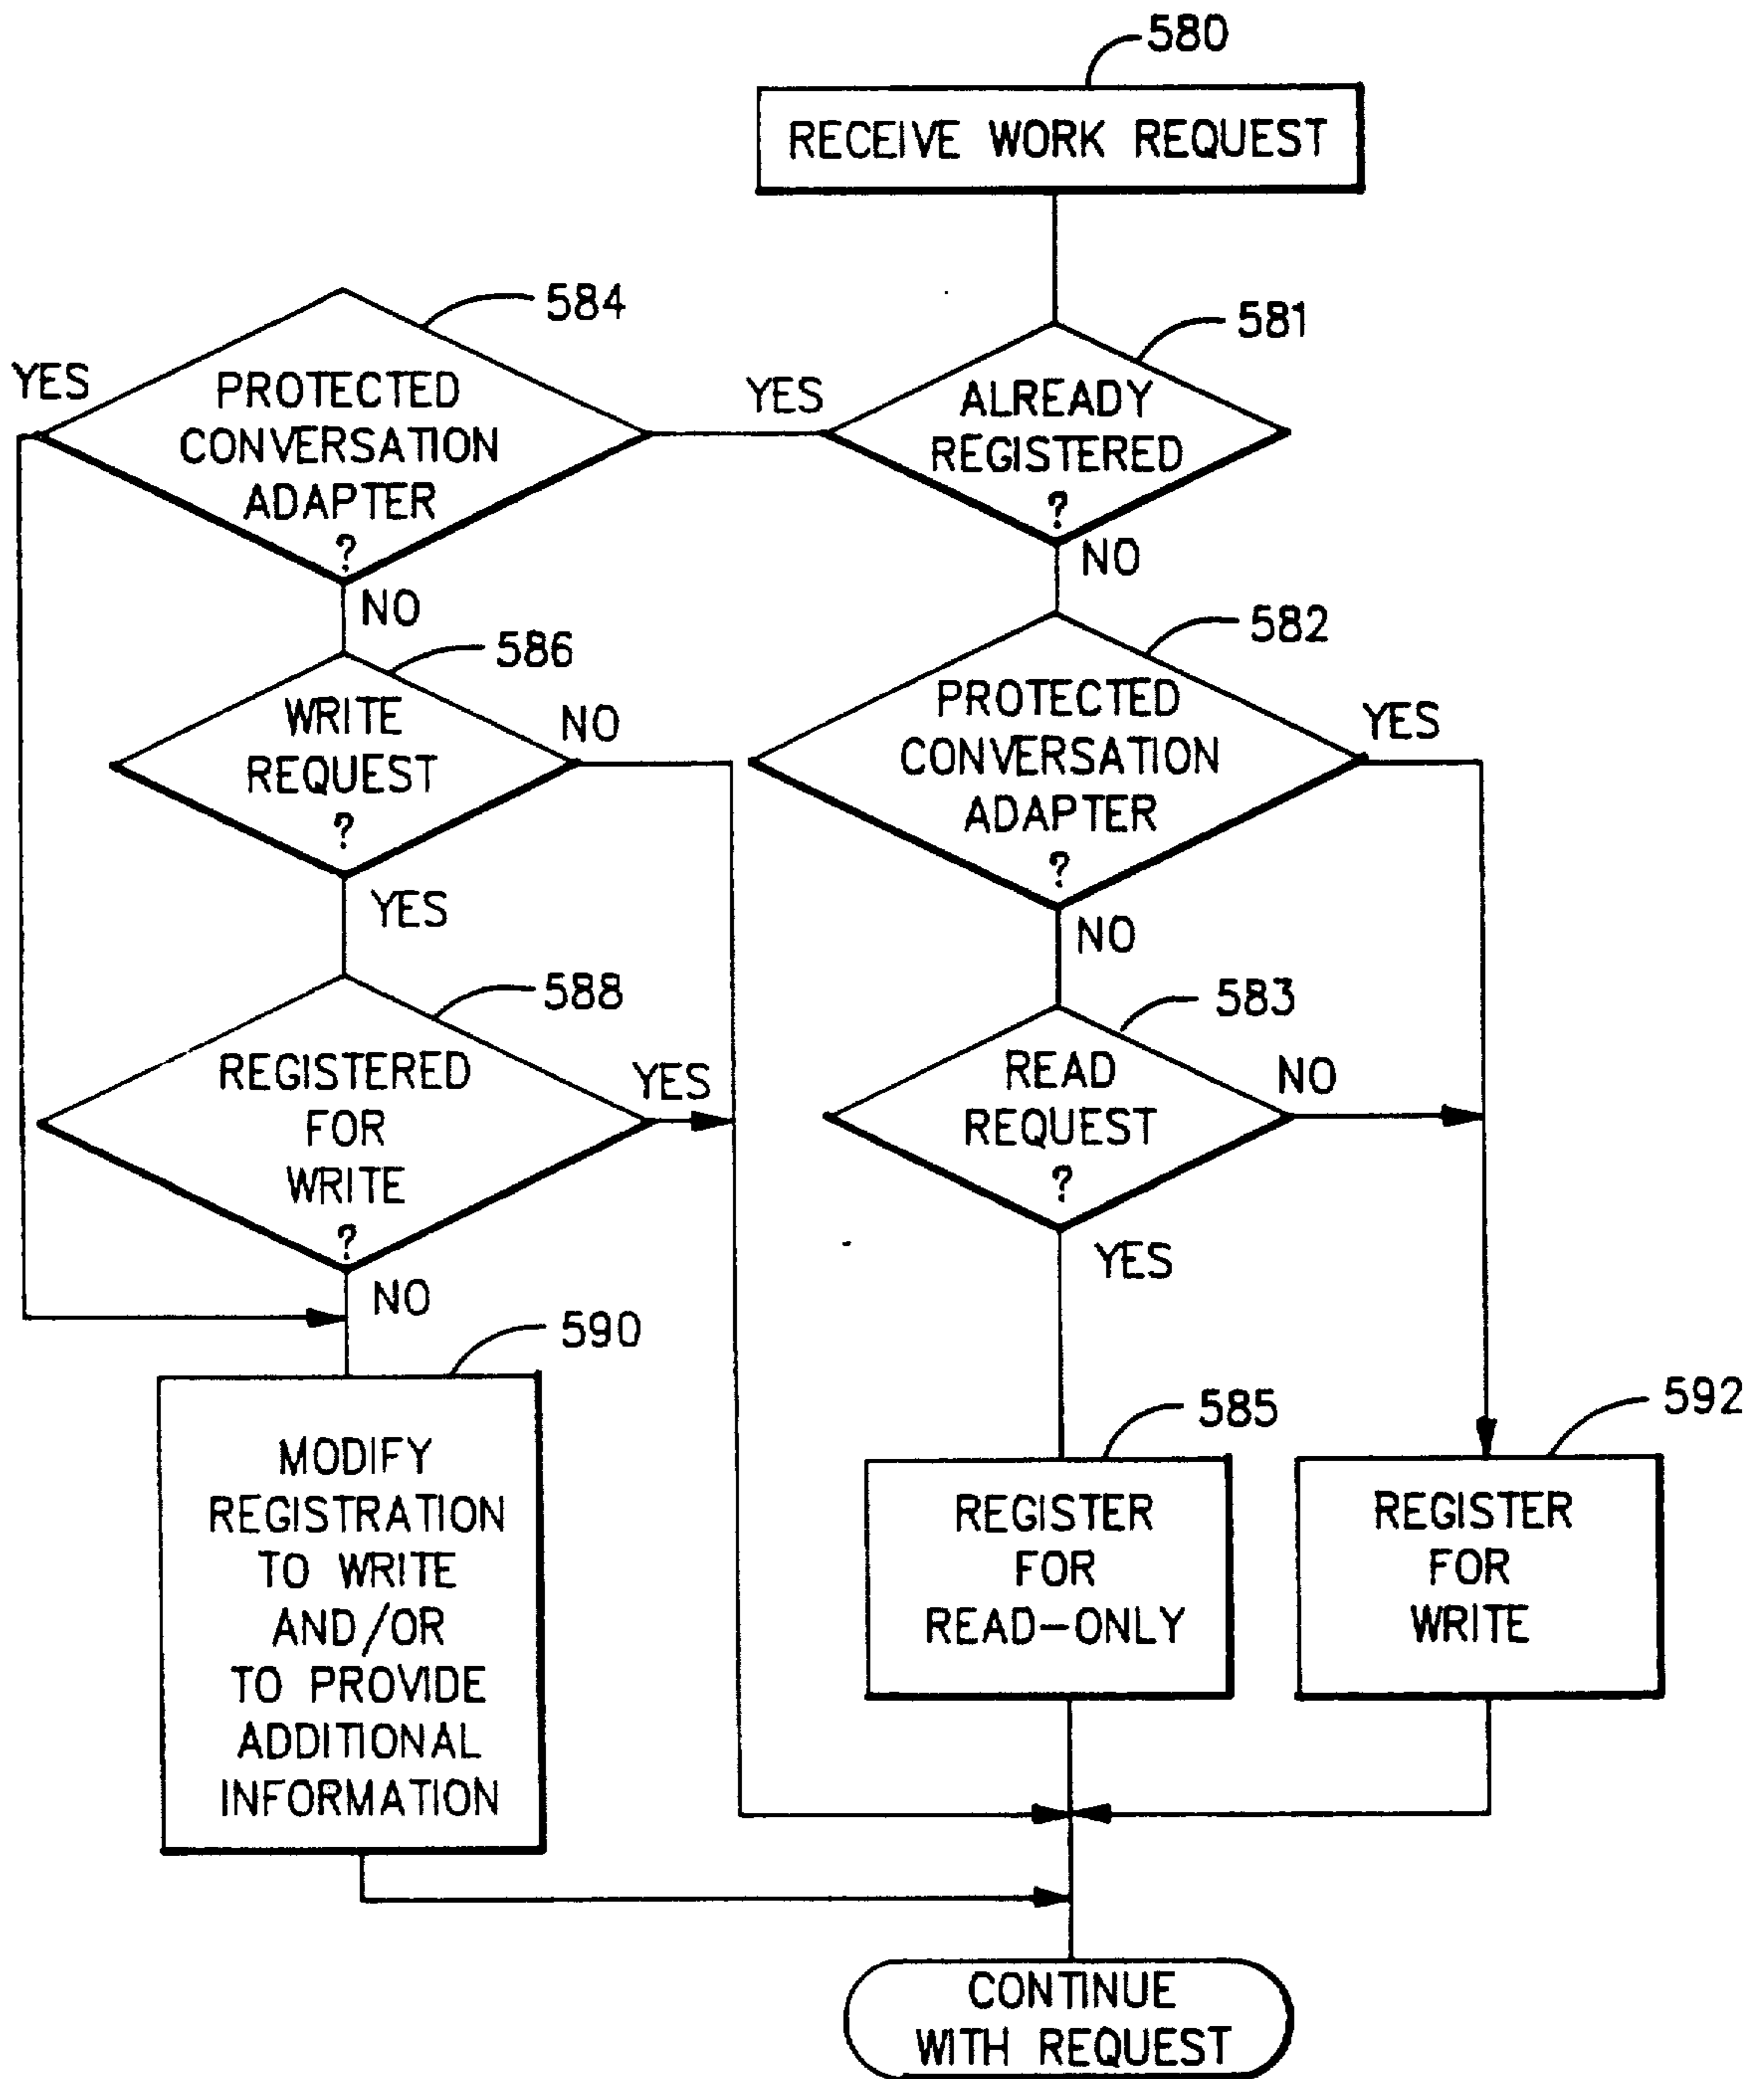 580
RECEIVE WORK REQUEST
584
581
YES
PROTECTED
CONVERSATION
ADAPTER
?
YES
ALREADY
REGISTERED
?
NO
NO
586
582
WRITE
REQUEST
?
NO
PROTECTED
CONVERSATION
ADAPTER
?
YES
YES
NO
588
583
REGISTERED
FOR
WRITE
?
YES
READ
REQUEST
?
NO
YES
NO
590
585
592
MODIFY
REGISTRATION
TO WRITE
AND/OR
TO PROVIDE
ADDITIONAL
INFORMATION
REGISTER
FOR
READ-ONLY
REGISTER
FOR
WRITE
CONTINUE
WITH REQUEST